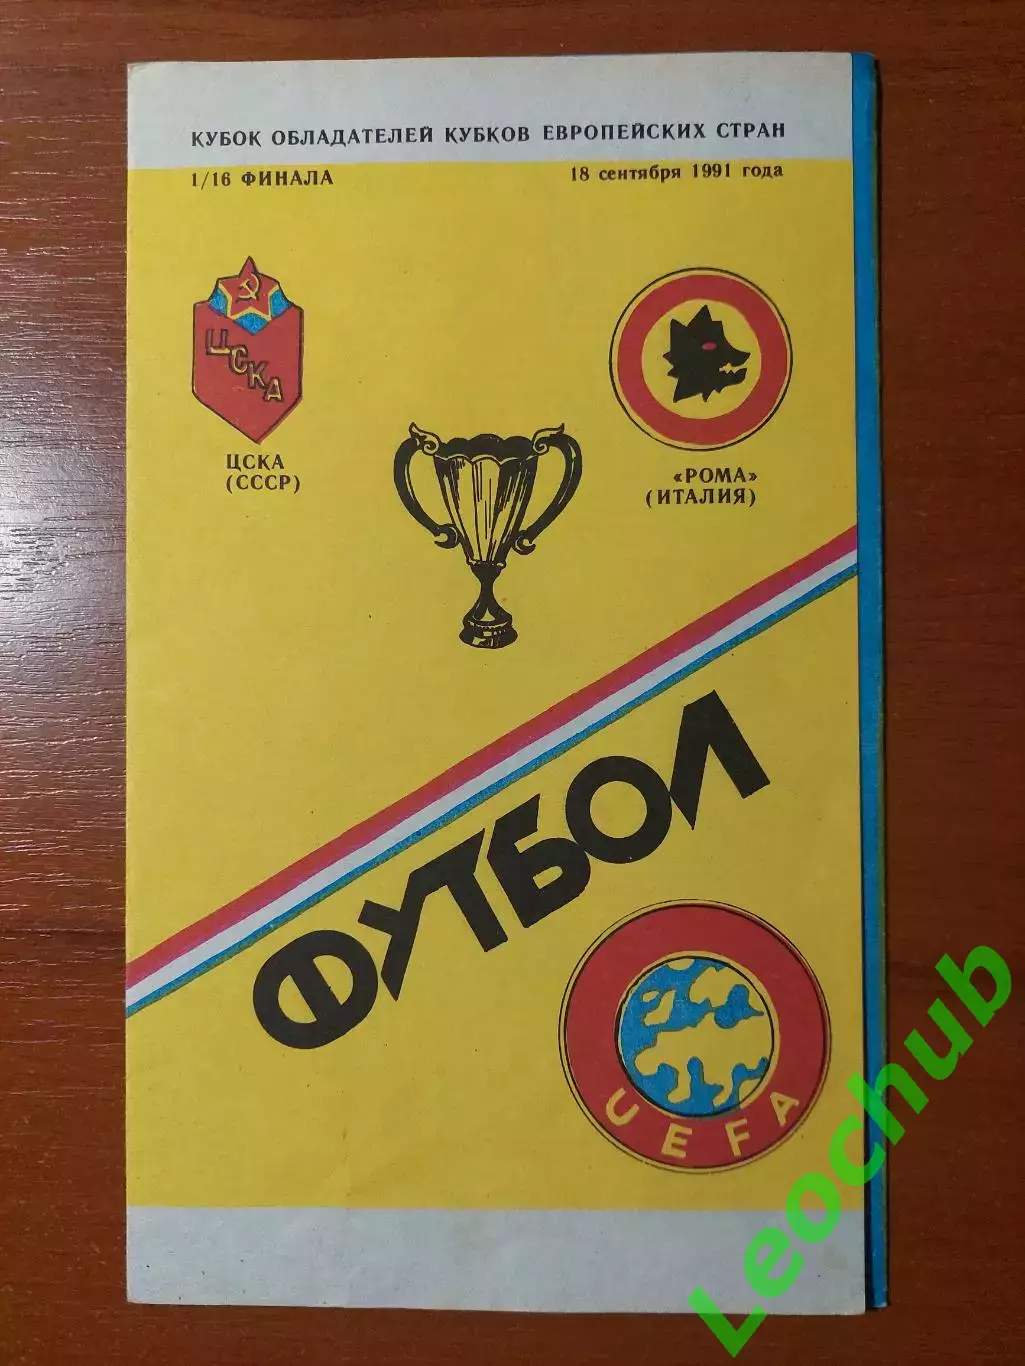 КУБОК ОБЛАДАТЕЛЕЙ КУБКОВ ЕВРОПЕЙСКИХ СТРАН
1/16 ФИНАЛА
18 сентября 1991 года
ЦСКА
ЦСКА
(СССР)
«РОМА»
(ИТАЛИЯ)
ФУТБОЛ
UEFA
Leochub